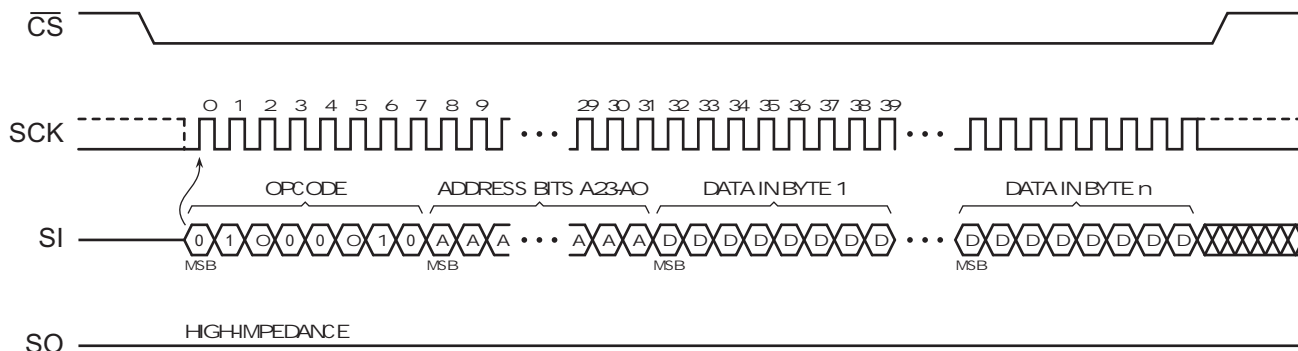 CS
0 1 2 3 4 5 6 7 8 9 29 30 31 32 33 34 35 36 37 38 39
SCK
OPCODE ADDRESS BITS A23-A0 DATA IN BYTE 1 DATA IN BYTE n
SI 0 1 0 0 0 0 1 0 A A A A A A D D D D D D D D D D D D D D D D
MSB MSB MSB MSB
HIGH-IMPEDANCE
SO